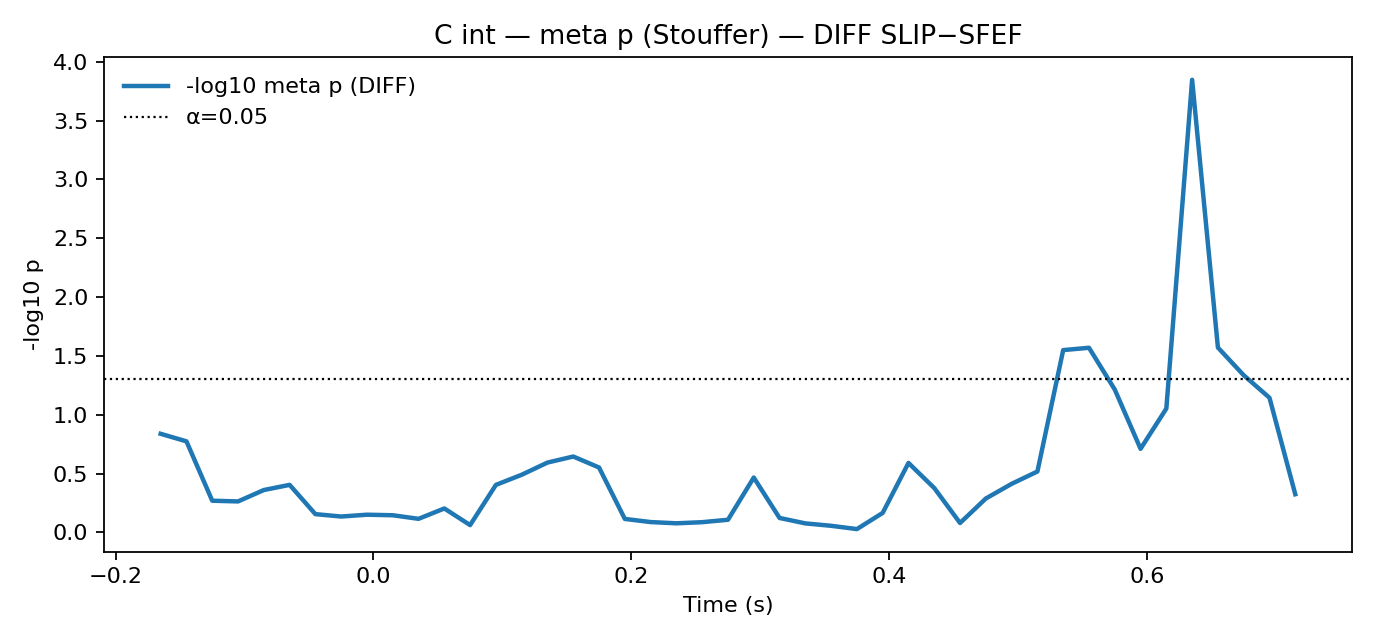 C int — meta p (Stouffer) — DIFF SLIP−SFEF
-log10 meta p (DIFF)
α=0.05
4.0
3.5
3.0
2.5
2.0
1.5
1.0
0.5
0.0
-log10 p
−0.2 0.0 0.2 0.4 0.6
Time (s)